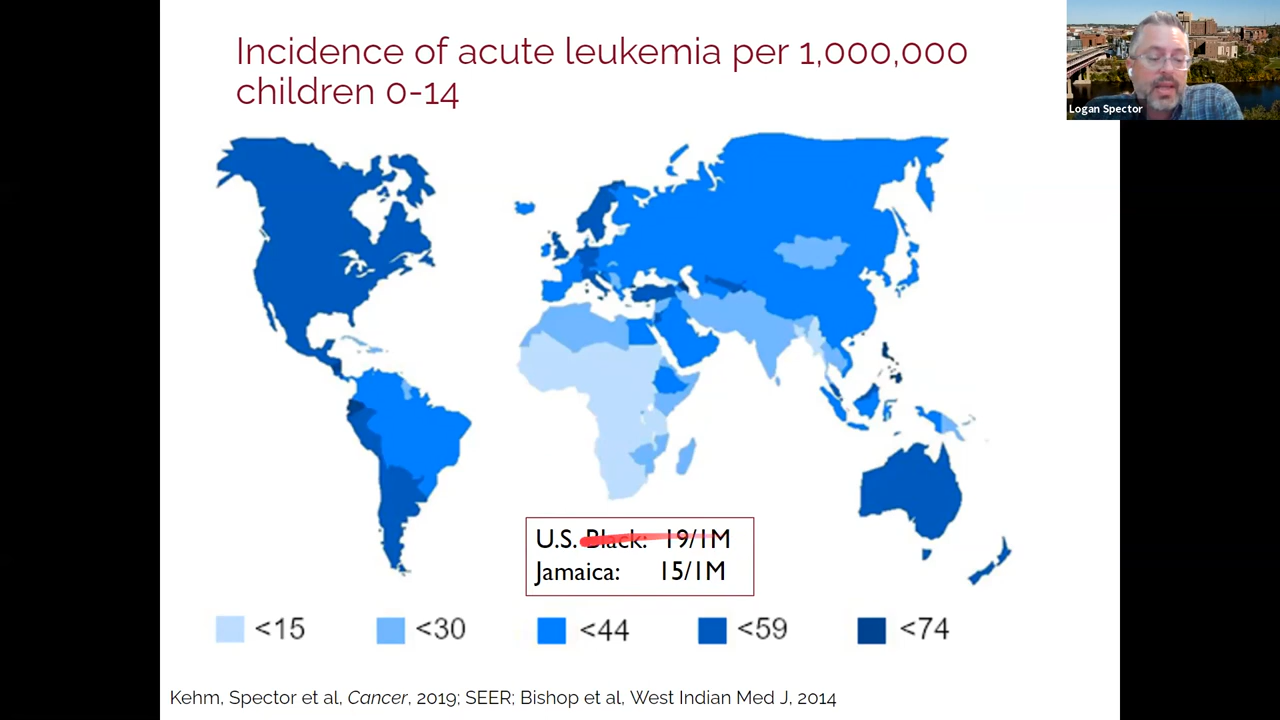 Incidence of acute leukemia per 1,000,000
children 0-14
Logan Spector
U.S. Black: 19/1M
Jamaica: 15/1M
<15 <30 <44 <59 <74
Kehm, Spector et al, Cancer, 2019; SEER; Bishop et al, West Indian Med J, 2014